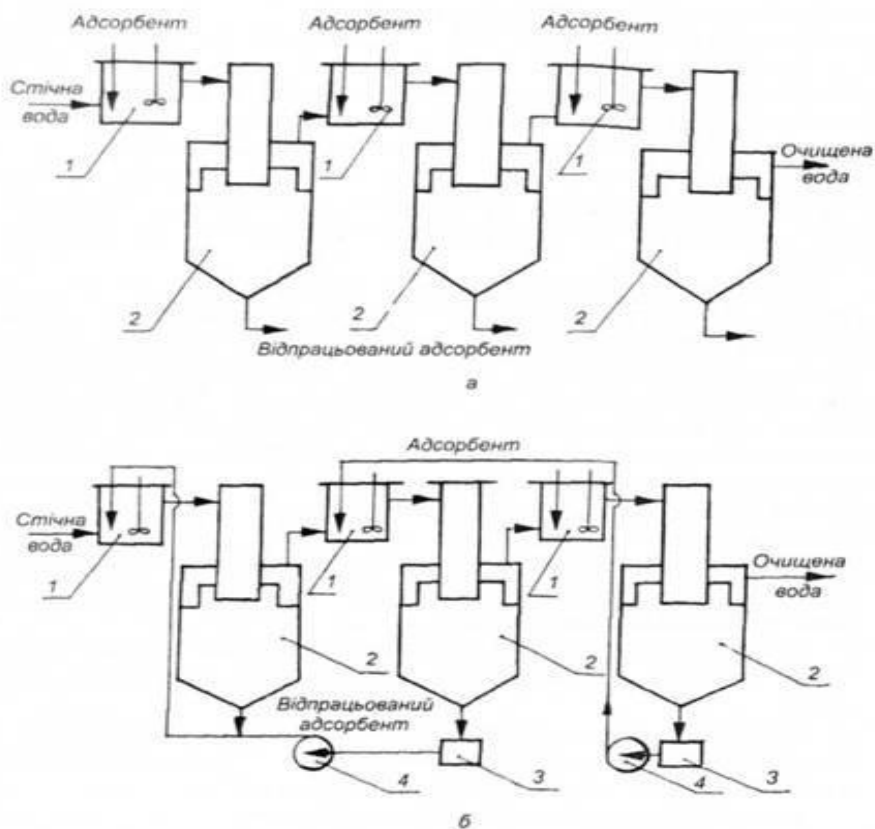 Адсорбент
Адсорбент
Адсорбент
Стічна
вода
1
1
1
Очищена
вода
2
2
2
Відпрацьований адсорбент
а
Адсорбент
Стічна
вода
1
1
1
Очищена
вода
2
2
2
Відпрацьований
адсорбент
4
3
4
3
б